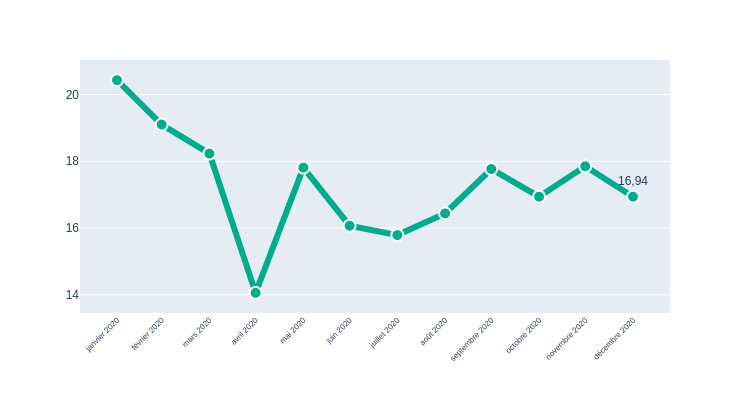 20
18
16
14
16,94
janvier 2020
février 2020
mars 2020
avril 2020
mai 2020
juin 2020
juillet 2020
août 2020
septembre 2020
octobre 2020
novembre 2020
décembre 2020